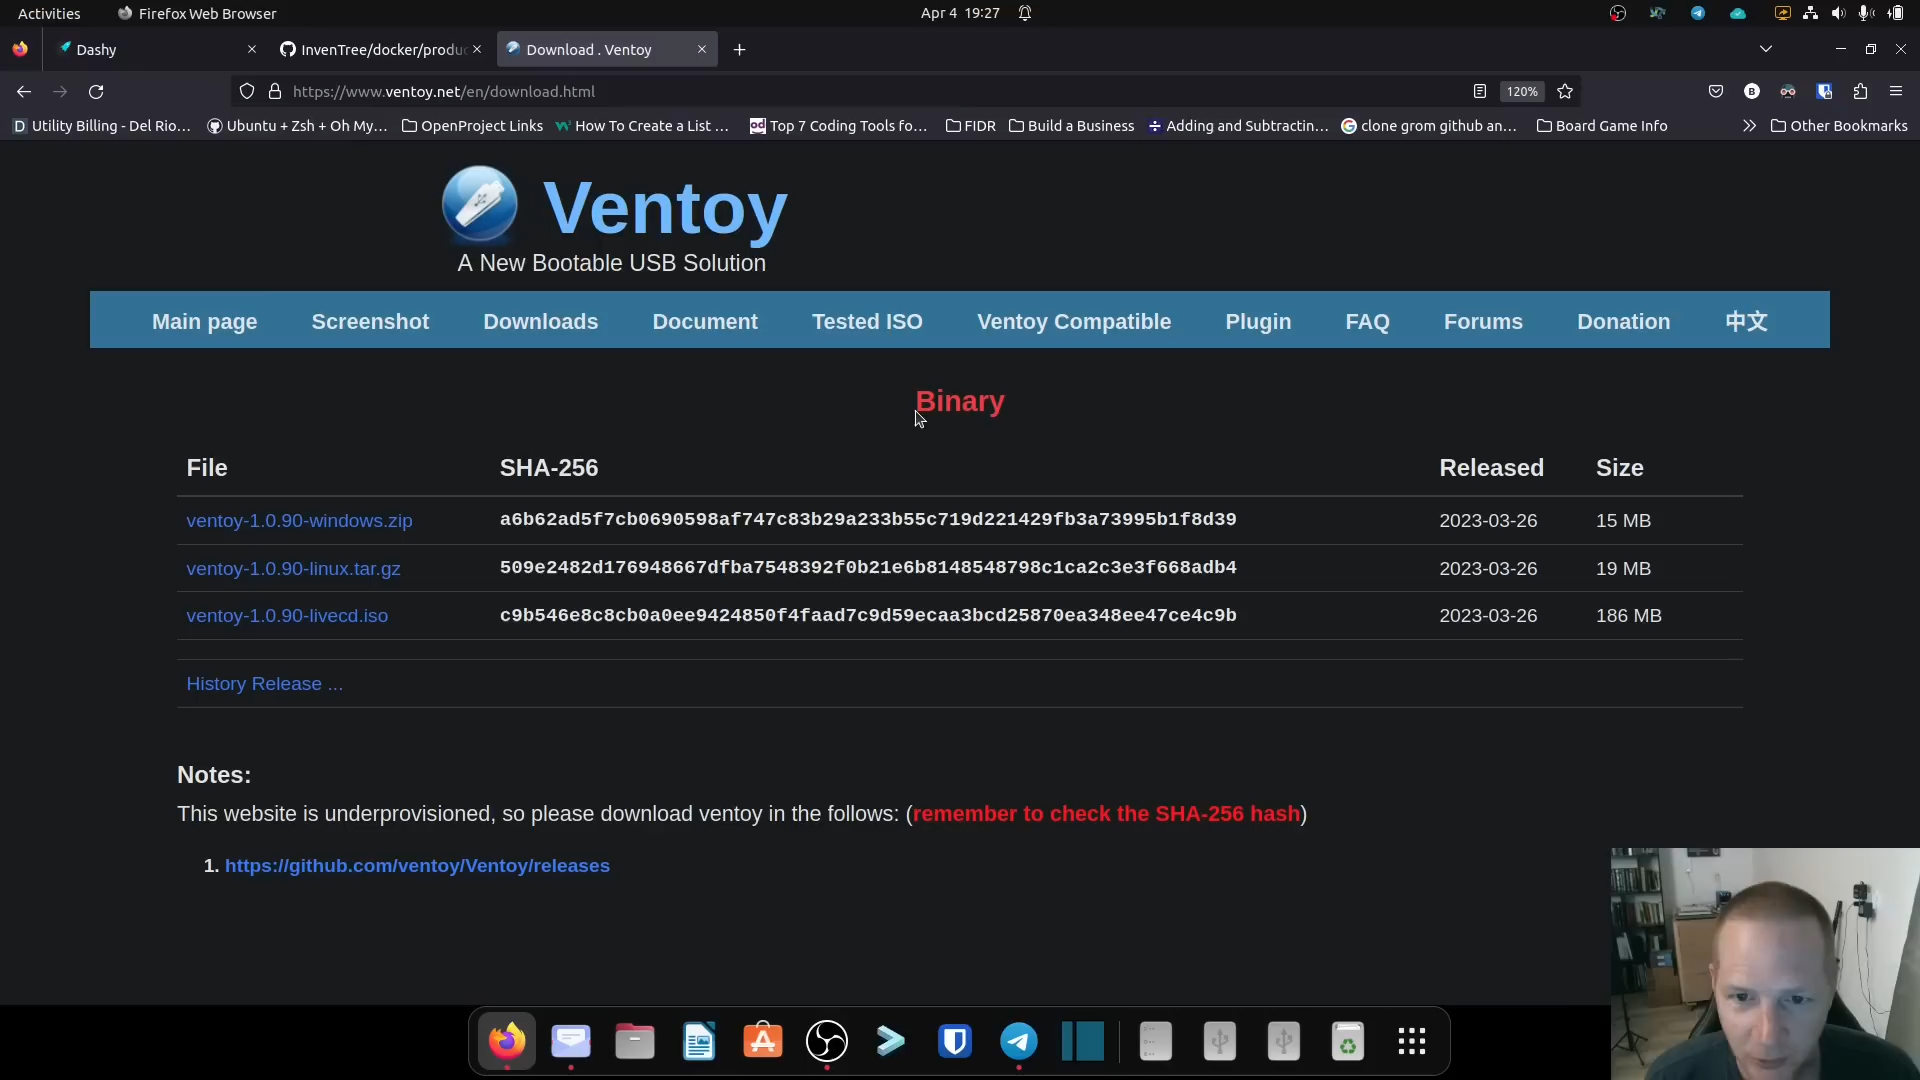 Activities
Firefox Web Browser
Apr 4 19:27
Dashy
InvenTree/docker/produc
Download . Ventoy
https://www.ventoy.net/en/download.html
120%
Utility Billing - Del Rio...
Ubuntu + Zsh + Oh My...
OpenProject Links
How To Create a List ...
Top 7 Coding Tools fo...
FIDR
Build a Business
Adding and Subtractin...
clone grom github an...
Board Game Info
Other Bookmarks
Ventoy
A New Bootable USB Solution
Main page
Screenshot
Downloads
Document
Tested ISO
Ventoy Compatible
Plugin
FAQ
Forums
Donation
中文
Binary
File SHA-256 Released Size
ventoy-1.0.90-windows.zip a6b62ad5f7cb0690598af747c83b29a233b55c719d221429fb3a73995b1f8d39 2023-03-26 15 MB
ventoy-1.0.90-linux.tar.gz 509e2482d176948667dfba7548392f0b21e6b8148548798c1ca2c3e3f668adb4 2023-03-26 19 MB
ventoy-1.0.90-livecd.iso c9b546e8c8cb0a0ee9424850f4faad7c9d59ecaa3bcd25870ea348ee47ce4c9b 2023-03-26 186 MB
History Release ...
Notes:
This website is underprovisioned, so please download ventoy in the follows: (remember to check the SHA-256 hash)
1. https://github.com/ventoy/Ventoy/releases